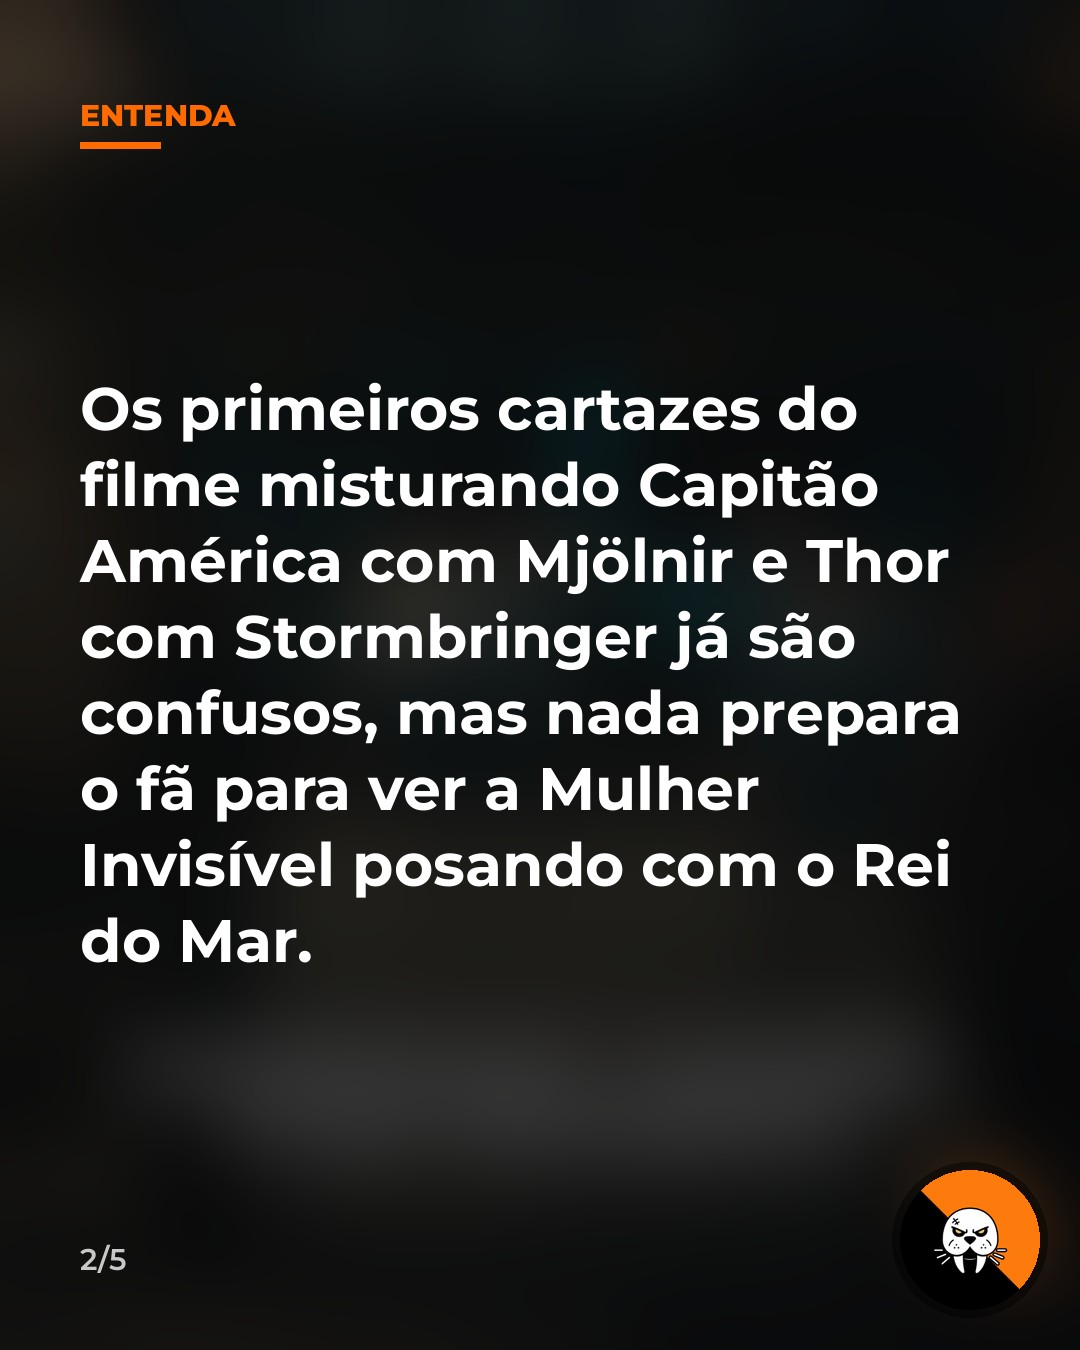 ENTENDA
Os primeiros cartazes do
filme misturando Capitão
América com Mjölnir e Thor
com Stormbringer já são
confusos, mas nada prepara
o fã para ver a Mulher
Invisível posando com o Rei
do Mar.
2/5